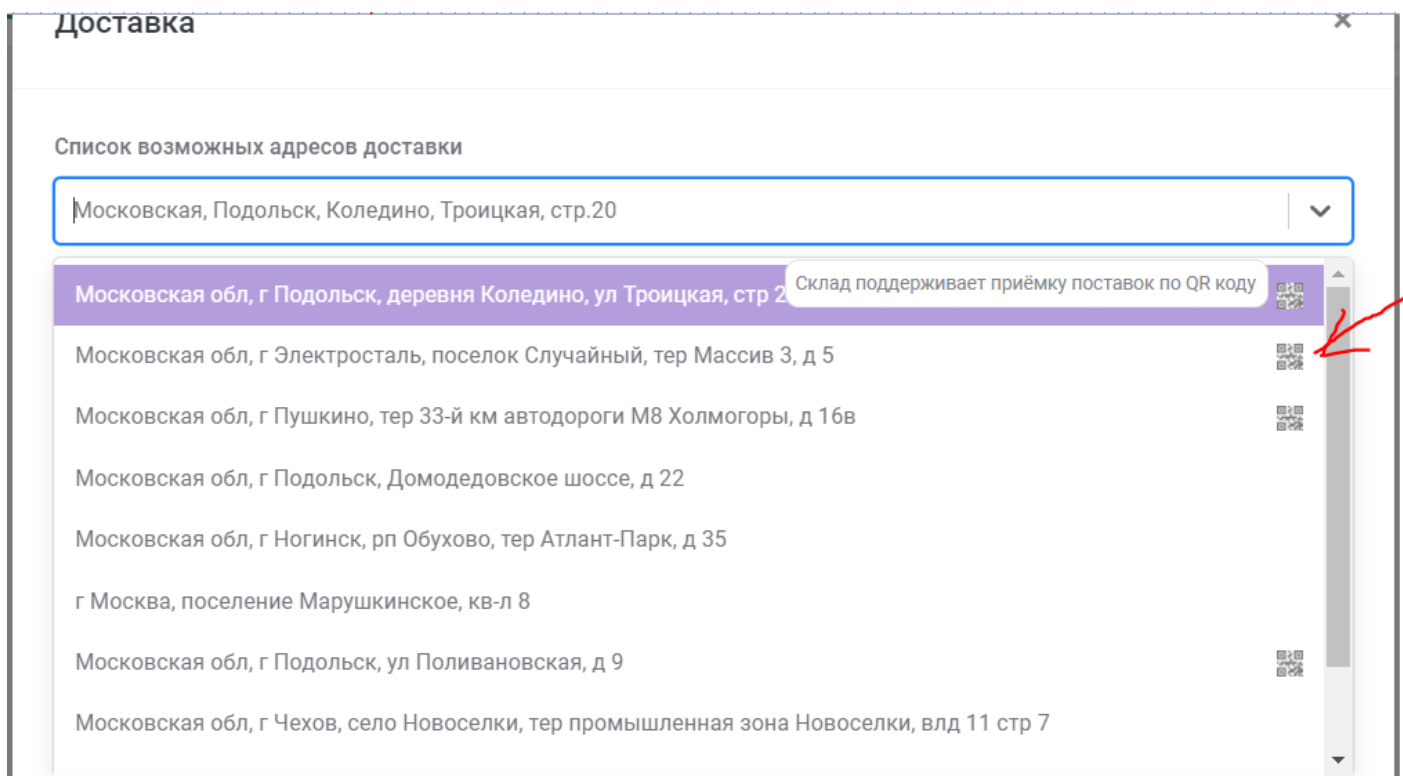 Доставка
Список возможных адресов доставки
Московская, Подольск, Коледино, Троицкая, стр.20
Московская обл, г Подольск, деревня Коледино, ул Троицкая, стр 2
Склад поддерживает приёмку поставок по QR коду
Московская обл, г Электросталь, поселок Случайный, тер Массив 3, д 5
Московская обл, г Пушкино, тер 33-й км автодороги М8 Холмогоры, д 16в
Московская обл, г Подольск, Домодедовское шоссе, д 22
Московская обл, г Ногинск, рп Обухово, тер Атлант-Парк, д 35
г Москва, поселение Марушкинское, кв-л 8
Московская обл, г Подольск, ул Поливановская, д 9
Московская обл, г Чехов, село Новоселки, тер промышленная зона Новоселки, влд 11 стр 7